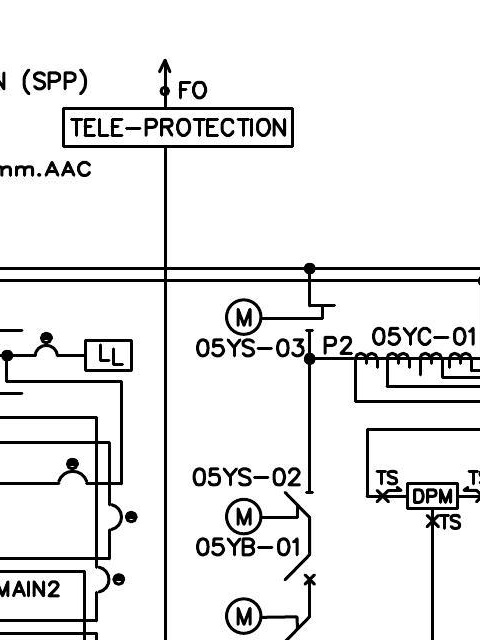 N (SPP)
FO
TELE-PROTECTION
mm.AAC
M
05YS-03
P2
05YC-01
LL
05YS-02
TS
DPM
TS
M
TS
05YB-01
MAIN2
M